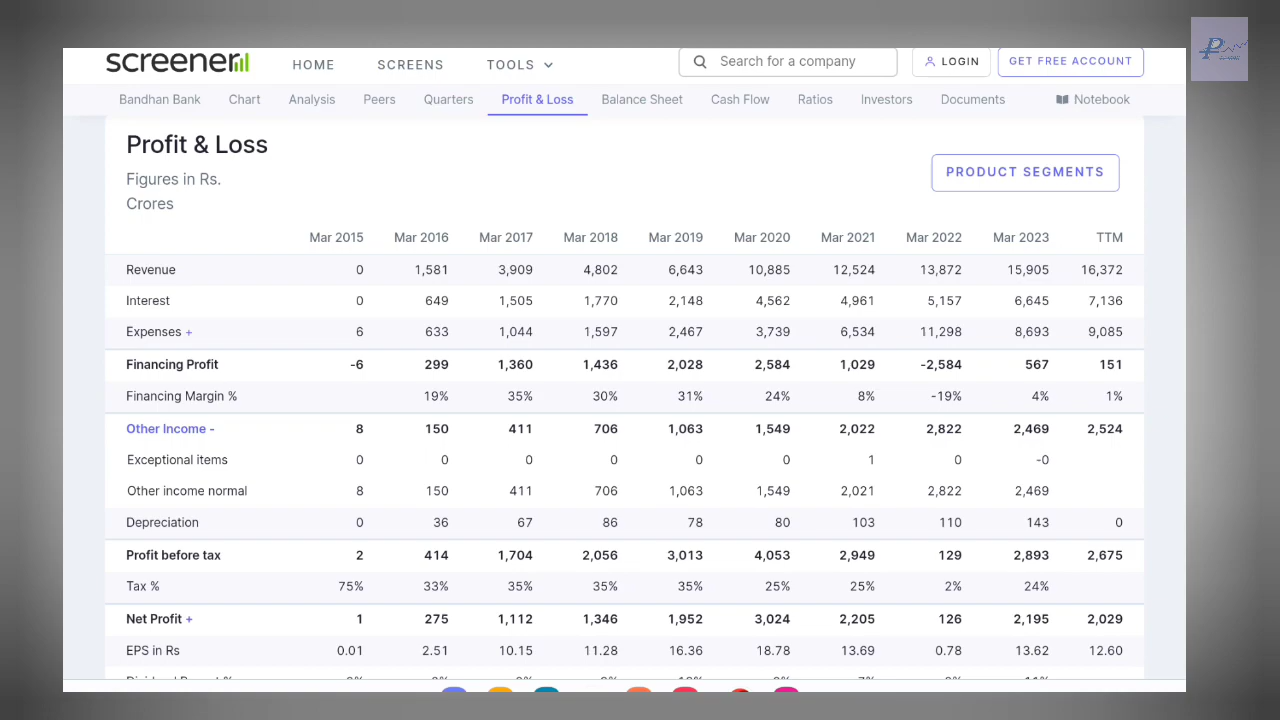 screener HOME SCREENS TOOLS Search for a company LOGIN GET FREE ACCOUNT
Bandhan Bank Chart Analysis Peers Quarters Profit & Loss Balance Sheet Cash Flow Ratios Investors Documents Notebook
Profit & Loss
Figures in Rs.
Crores
PRODUCT SEGMENTS
Mar 2015 Mar 2016 Mar 2017 Mar 2018 Mar 2019 Mar 2020 Mar 2021 Mar 2022 Mar 2023 TTM
Revenue 0 1,581 3,909 4,802 6,643 10,885 12,524 13,872 15,905 16,372
Interest 0 649 1,505 1,770 2,148 4,562 4,961 5,157 6,645 7,136
Expenses + 6 633 1,044 1,597 2,467 3,739 6,534 11,298 8,693 9,085
Financing Profit -6 299 1,360 1,436 2,028 2,584 1,029 -2,584 567 151
Financing Margin % 19% 35% 30% 31% 24% 8% -19% 4% 1%
Other Income - 8 150 411 706 1,063 1,549 2,022 2,822 2,469 2,524
Exceptional items 0 0 0 0 0 0 1 0 -0
Other income normal 8 150 411 706 1,063 1,549 2,021 2,822 2,469
Depreciation 0 36 67 86 78 80 103 110 143 0
Profit before tax 2 414 1,704 2,056 3,013 4,053 2,949 129 2,893 2,675
Tax % 75% 33% 35% 35% 35% 25% 25% 2% 24%
Net Profit + 1 275 1,112 1,346 1,952 3,024 2,205 126 2,195 2,029
EPS in Rs 0.01 2.51 10.15 11.28 16.36 18.78 13.69 0.78 13.62 12.60